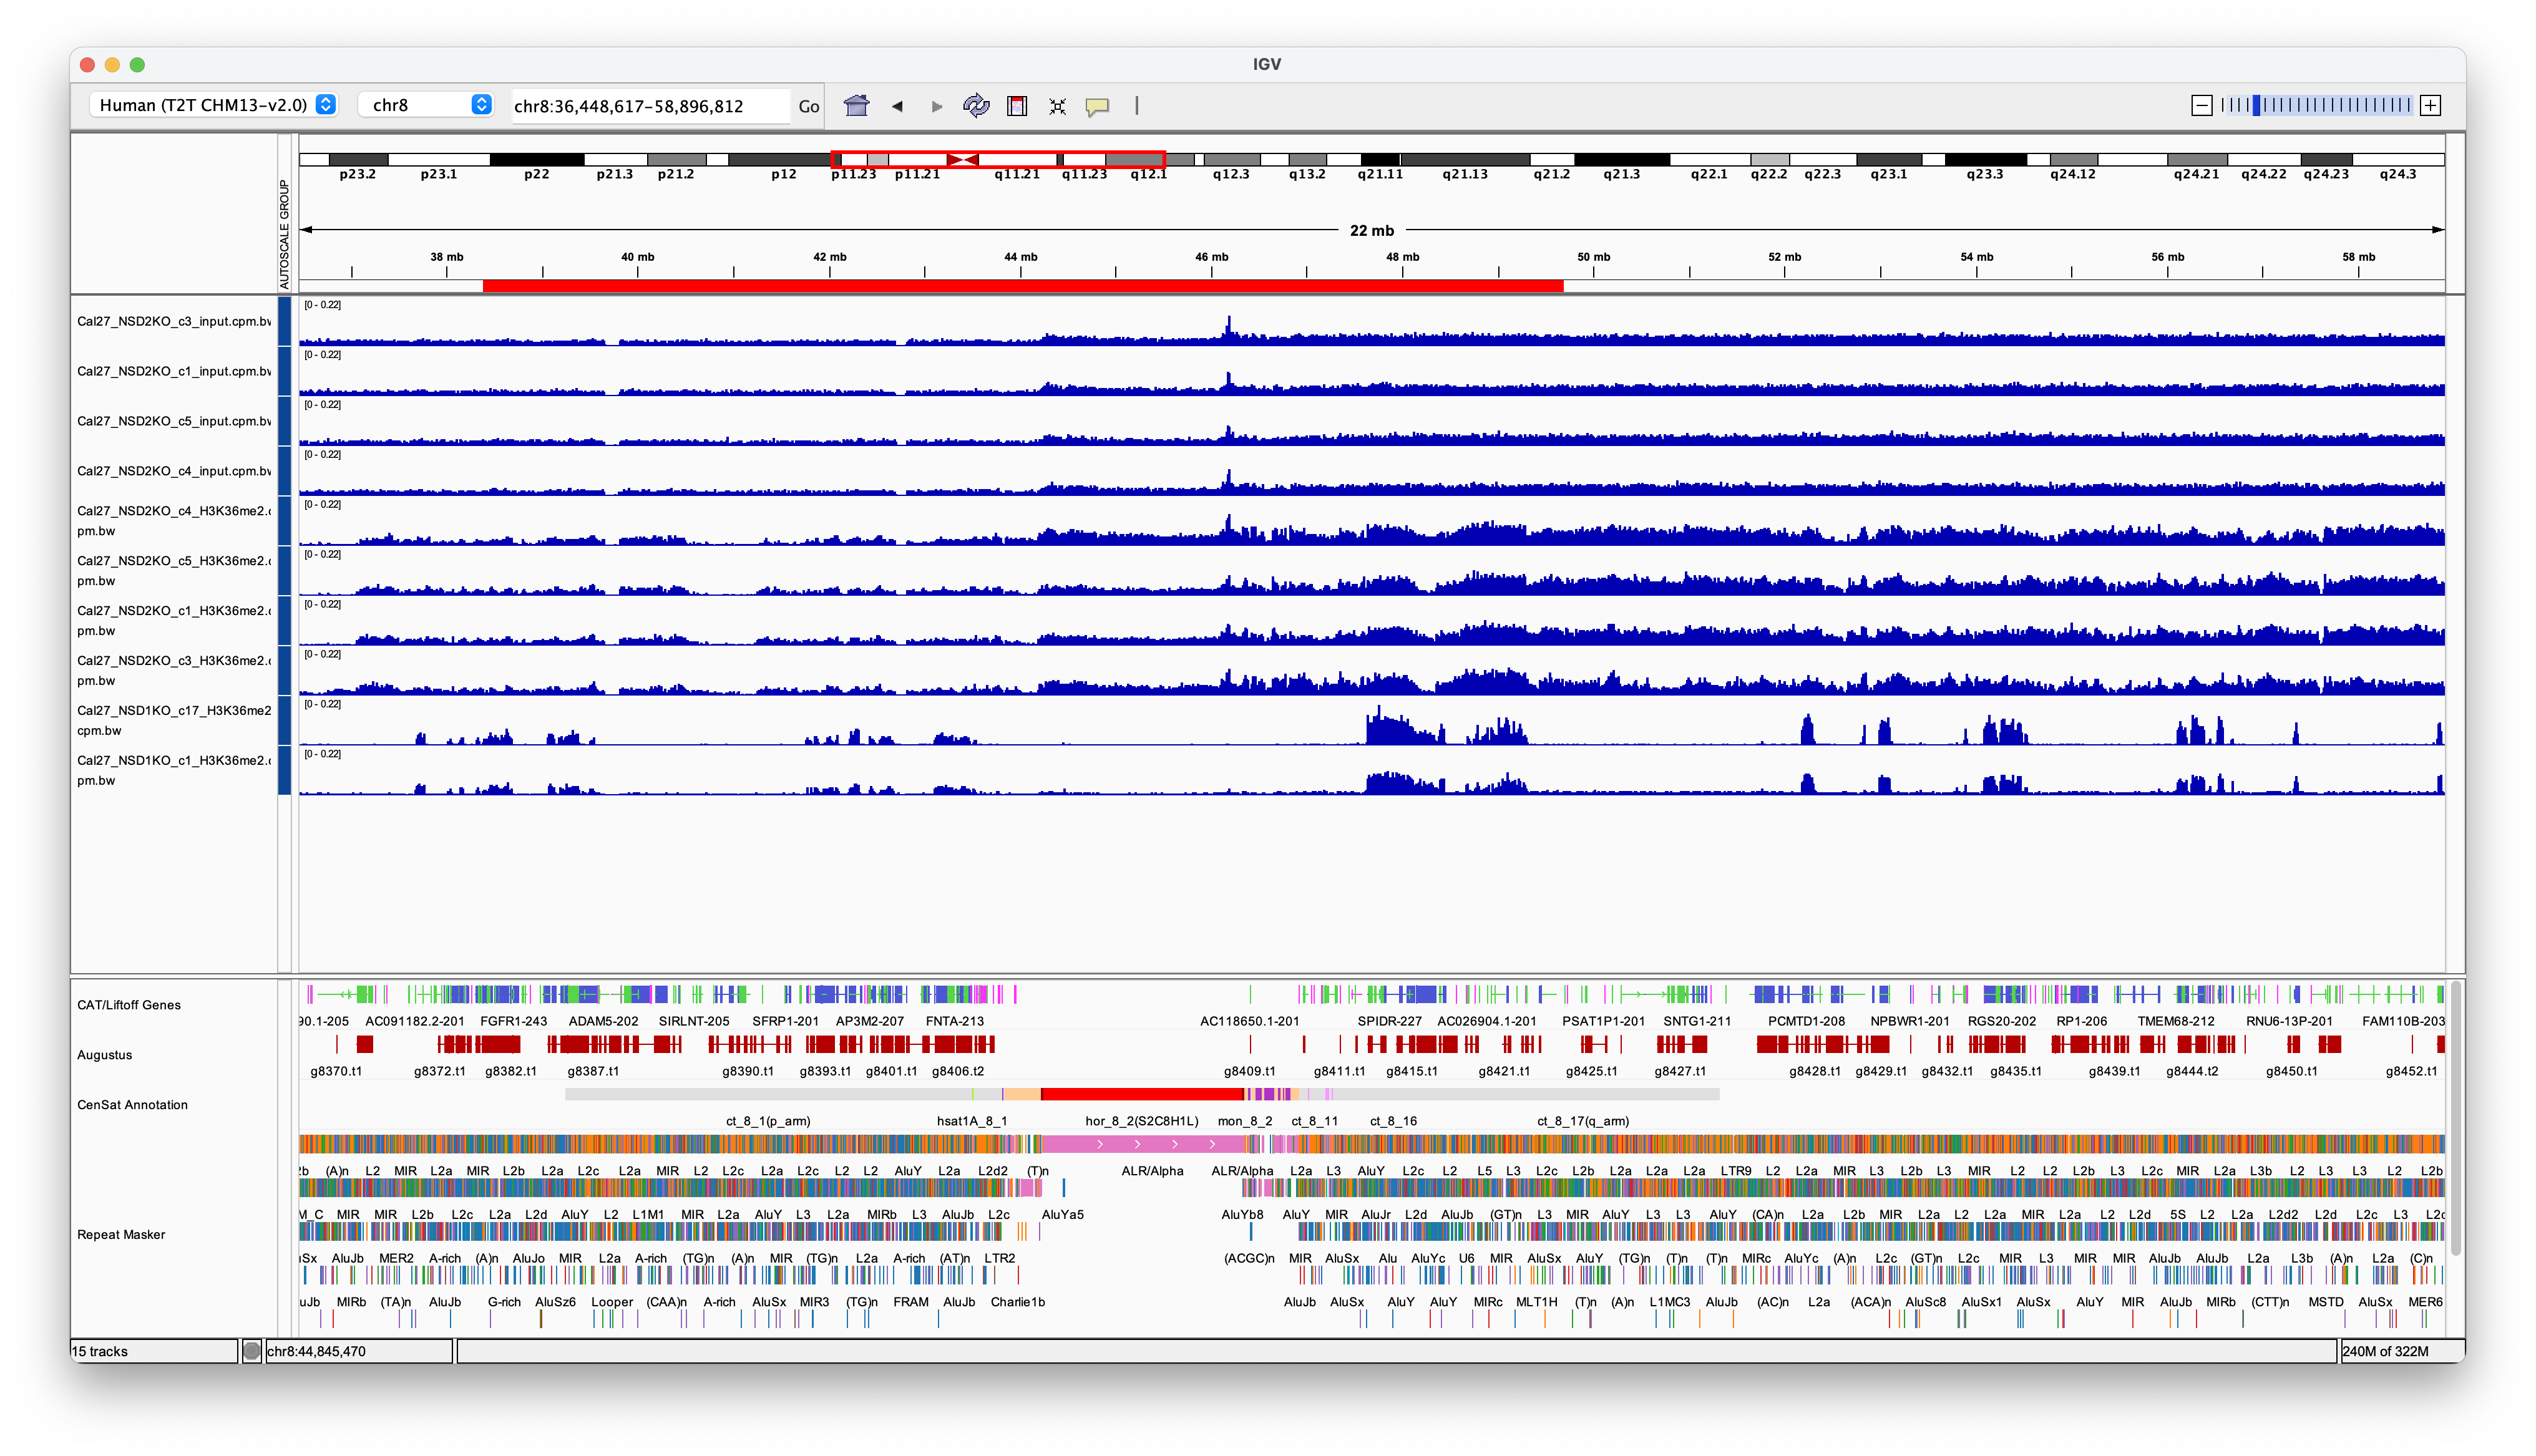 IGV
Human (T2T CHM13-v2.0) chr8 chr8:36,448,617-58,896,812 Go
AUTOSCALE GROUP
p23.2 p23.1 p22 p21.3 p21.2 p12 p11.23 p11.21 q11.21 q11.23 q12.1 q12.3 q13.2 q21.11 q21.13 q21.2 q21.3 q22.1 q22.2 q22.3 q23.1 q23.3 q24.12 q24.21 q24.22 q24.23 q24.3
22 mb
38 mb 40 mb 42 mb 44 mb 46 mb 48 mb 50 mb 52 mb 54 mb 56 mb 58 mb
[0 - 0.22]
Cal27_NSD2KO_c3_input.cpm.bw
[0 - 0.22]
Cal27_NSD2KO_c1_input.cpm.bw
[0 - 0.22]
Cal27_NSD2KO_c5_input.cpm.bw
[0 - 0.22]
Cal27_NSD2KO_c4_input.cpm.bw
[0 - 0.22]
Cal27_NSD2KO_c4_H3K36me2.c
pm.bw
[0 - 0.22]
Cal27_NSD2KO_c5_H3K36me2.c
pm.bw
[0 - 0.22]
Cal27_NSD2KO_c1_H3K36me2.c
pm.bw
[0 - 0.22]
Cal27_NSD2KO_c3_H3K36me2.c
pm.bw
[0 - 0.22]
Cal27_NSD1KO_c17_H3K36me2
cpm.bw
[0 - 0.22]
Cal27_NSD1KO_c1_H3K36me2.c
pm.bw
CAT/Liftoff Genes
90.1-205 AC091182.2-201 FGFR1-243 ADAM5-202 SIRLNT-205 SFRP1-201 AP3M2-207 FNTA-213 AC118650.1-201 SPIDR-227 AC026904.1-201 PSAT1P1-201 SNTG1-211 PCMTD1-208 NPBWR1-201 RGS20-202 RP1-206 TMEM68-212 RNU6-13P-201 FAM110B-203
Augustus
g8370.t1 g8372.t1 g8382.t1 g8387.t1 g8390.t1 g8393.t1 g8401.t1 g8406.t2 g8409.t1 g8411.t1 g8415.t1 g8421.t1 g8425.t1 g8427.t1 g8428.t1 g8429.t1 g8432.t1 g8435.t1 g8439.t1 g8444.t2 g8450.t1 g8452.t1
CenSat Annotation
ct_8_1(p_arm) hsat1A_8_1 hor_8_2(S2C8H1L) mon_8_2 ct_8_11 ct_8_16 ct_8_17(q_arm)
2b (A)n L2 MIR L2a MIR L2b L2a L2c L2a MIR L2 L2c L2a L2c L2 L2 AluY L2a L2d2 (T)n ALR/Alpha ALR/Alpha L2a L3 AluY L2c L2 L5 L3 L2c L2b L2a L2a L2a LTR9 L2 L2 MIR L3 L2b L3 MIR L2 L2 L2b L3 L2c MIR L2a L3b L2 L3 L3 L2 L2b
M_C MIR MIR L2b L2c L2a L2d AluY L2 L1M1 MIR L2a AluY L3 L2a MIRb L3 AluJb L2c AluYa5 AluYb8 AluY MIR AluJr L2d AluJb (GT)n L3 MIR AluY L3 L3 AluY (CA)n L2a L2b MIR L2a L2 L2a MIR L2a L2 L2d 5S L2 L2a L2d2 L2d L2c L3 L2c
Repeat Masker
Sx AluJb MER2 A-rich (A)n AluJo MIR L2a A-rich (TG)n (A)n MIR (TG)n L2a A-rich (AT)n LTR2 (ACGC)n MIR AluSx Alu AluYc U6 MIR AluSx AluY (TG)n (T)n (T)n MIRc AluYc (A)n L2c (GT)n L2c MIR L3 MIR MIR AluJb AluJb L2a L3b (A)n L2a (C)n
uJb MIRb (TA)n AluJb G-rich AluSz6 Looper (CAA)n A-rich AluSx MIR3 (TG)n FRAM AluJb Charlie1b AluJb AluSx AluY AluY MIRc MLT1H (T)n (A)n L1MC3 AluJb (AC)n L2a (ACA)n AluSc8 AluSx1 AluSx AluY MIR AluJb MIRb (CTT)n MSTD AluSx MER6
15 tracks chr8:44,845,470 240M of 322M